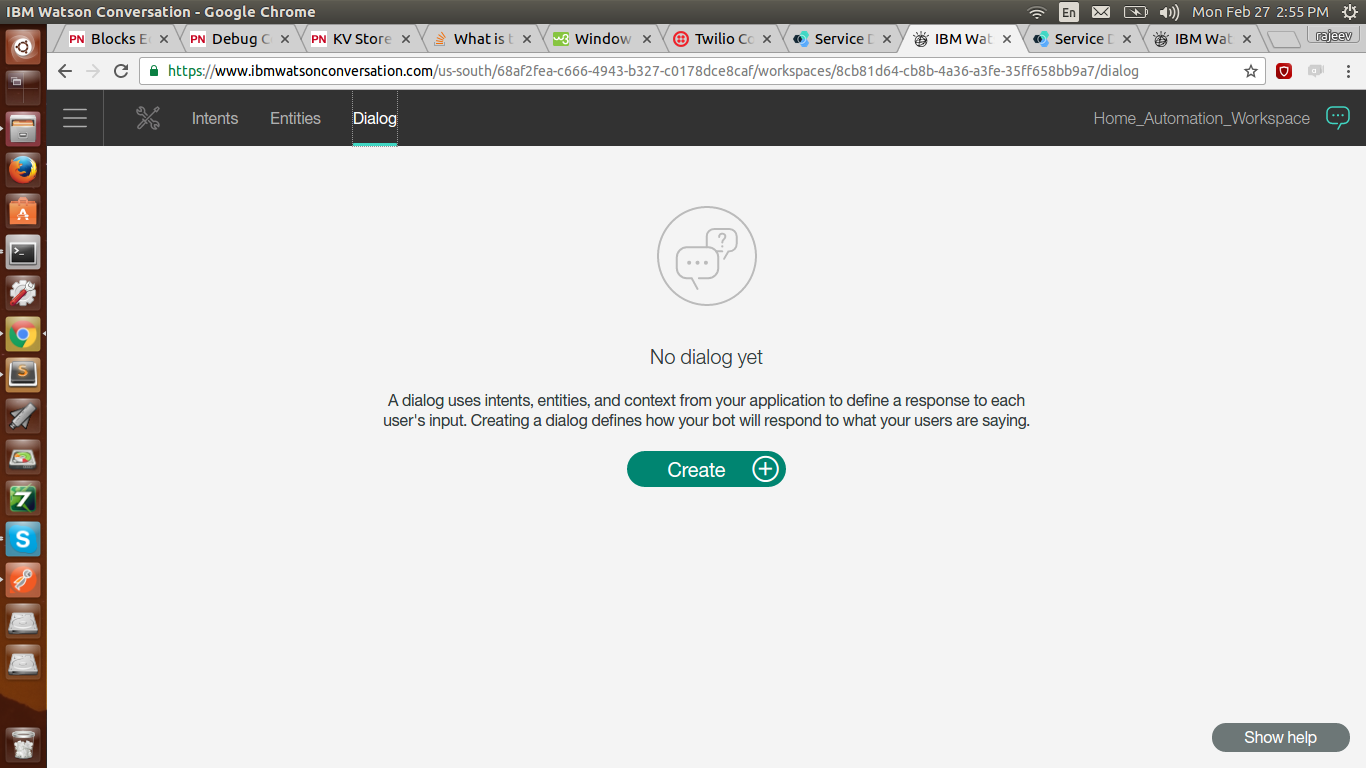 IBM Watson Conversation - Google Chrome
En
Mon Feb 27 2:55 PM
PN Blocks E
PN Debug C
PN KV Store
What is t
w3 Window
Twilio Co
Service D
IBM Wat
Service D
IBM Wat
rajeev
https://www.ibmwatsonconversation.com/us-south/68af2fea-c666-4943-b327-c0178dce8caf/workspaces/8cb81d64-cb8b-4a36-a3fe-35ff658bb9a7/dialog
Intents
Entities
Dialog
Home_Automation_Workspace
No dialog yet
A dialog uses intents, entities, and context from your application to define a response to each
user's input. Creating a dialog defines how your bot will respond to what your users are saying.
Create
Show help